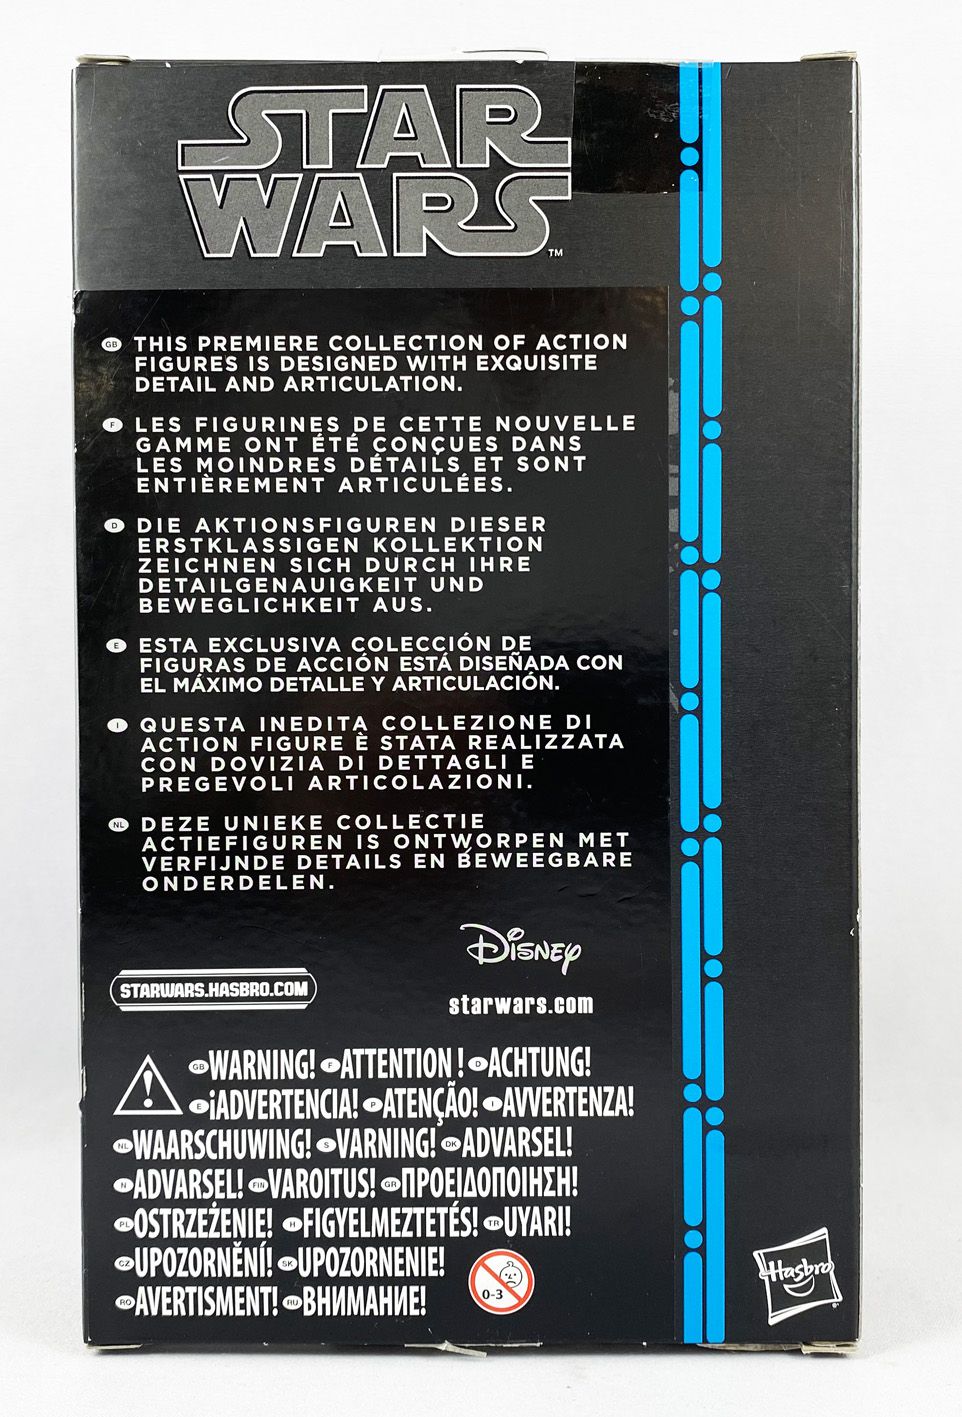 STAR
WARS
™
GB THIS PREMIERE COLLECTION OF ACTION
FIGURES IS DESIGNED WITH EXQUISITE
DETAIL AND ARTICULATION.
F LES FIGURINES DE CETTE NOUVELLE
GAMME ONT ÉTÉ CONÇUES DANS
LES MOINDRES DÉTAILS ET SONT
ENTIÈREMENT ARTICULÉES.
D DIE AKTIONSFIGUREN DIESER
ERSTKLASSIGEN KOLLEKTION
ZEICHNEN SICH DURCH IHRE
DETAILGENAUIGKEIT UND
BEWEGLICHKEIT AUS.
E ESTA EXCLUSIVA COLECCIÓN DE
FIGURAS DE ACCIÓN ESTÁ DISEÑADA CON
EL MÁXIMO DETALLE Y ARTICULACIÓN.
I QUESTA INEDITA COLLEZIONE DI
ACTION FIGURE È STATA REALIZZATA
CON DOVIZIA DI DETTAGLI E
PREGEVOLI ARTICOLAZIONI.
NL DEZE UNIEKE COLLECTIE
ACTIEFIGUREN IS ONTWORPEN MET
VERFIJNDE DETAILS EN BEWEEGBARE
ONDERDELEN.
Disney
STARWARS.HASBRO.COM
starwars.com
GB WARNING! F ATTENTION ! D ACHTUNG!
E ¡ADVERTENCIA! P ATENÇÃO! I AVVERTENZA!
NL WAARSCHUWING! S VARNING! DK ADVARSEL!
N ADVARSEL! FIN VAROITUS! GR ΠΡΟΕΙΔΟΠΟΙΗΣΗ!
PL OSTRZEŻENIE! H FIGYELMEZTETÉS! TR UYARI!
CZ UPOZORNĚNÍ! SK UPOZORNENIE!
RO AVERTISMENT! RU ВНИМАНИЕ!
0-3
Hasbro
®